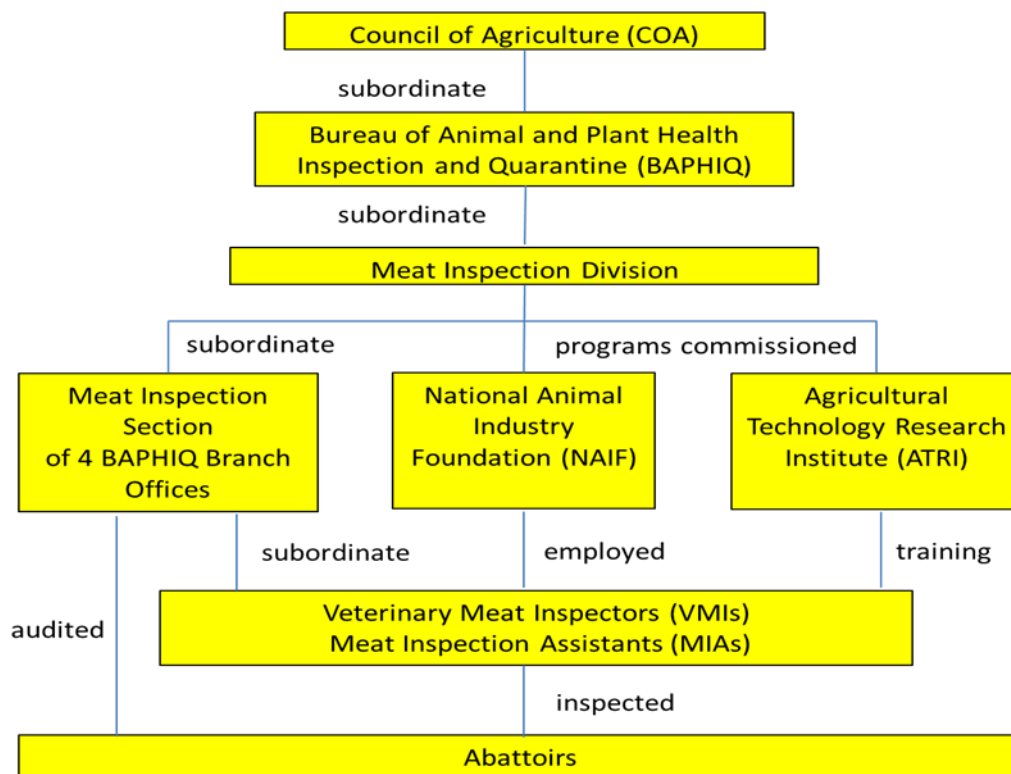 Council of Agriculture (COA)
subordinate
Bureau of Animal and Plant Health
Inspection and Quarantine (BAPHIQ)
subordinate
Meat Inspection Division
subordinate
programs commissioned
Meat Inspection
Section
of 4 BAPHIQ Branch
Offices
National Animal
Industry
Foundation (NAIF)
Agricultural
Technology Research
Institute (ATRI)
subordinate
employed
training
audited
Veterinary Meat Inspectors (VMIs)
Meat Inspection Assistants (MIAs)
inspected
Abattoirs